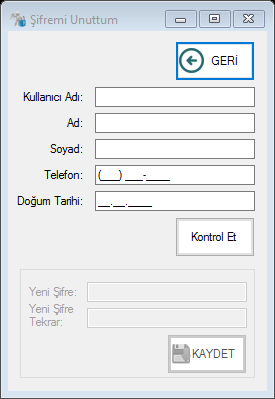 Şifremi Unuttum
GERİ
Kullanıcı Adı:
Ad:
Soyad:
Telefon: (___) ___-____
Doğum Tarihi: __.__.____
Kontrol Et
Yeni Şifre:
Yeni Şifre
Tekrar:
KAYDET